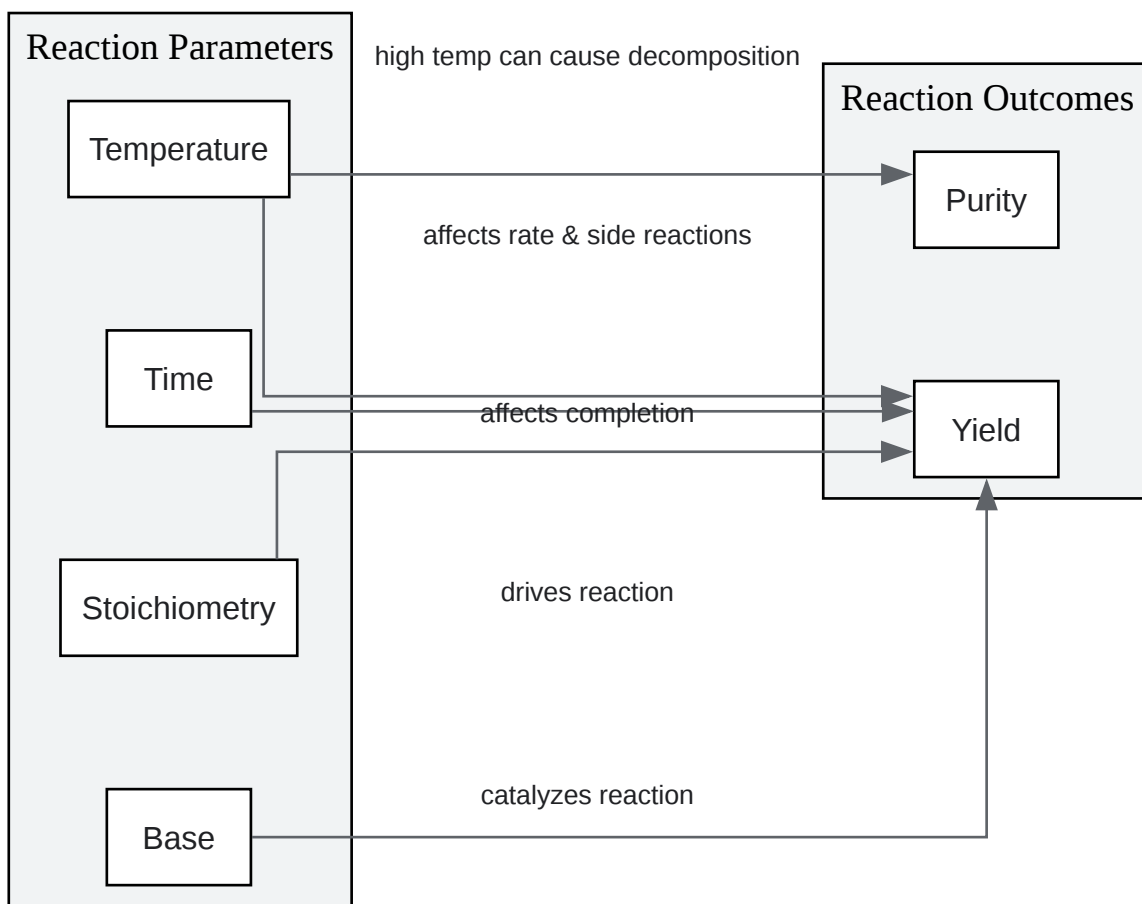 Reaction Parameters
high temp can cause decomposition
Reaction Outcomes
Temperature
Purity
affects rate & side reactions
Time
affects completion
Yield
Stoichiometry
drives reaction
catalyzes reaction
Base